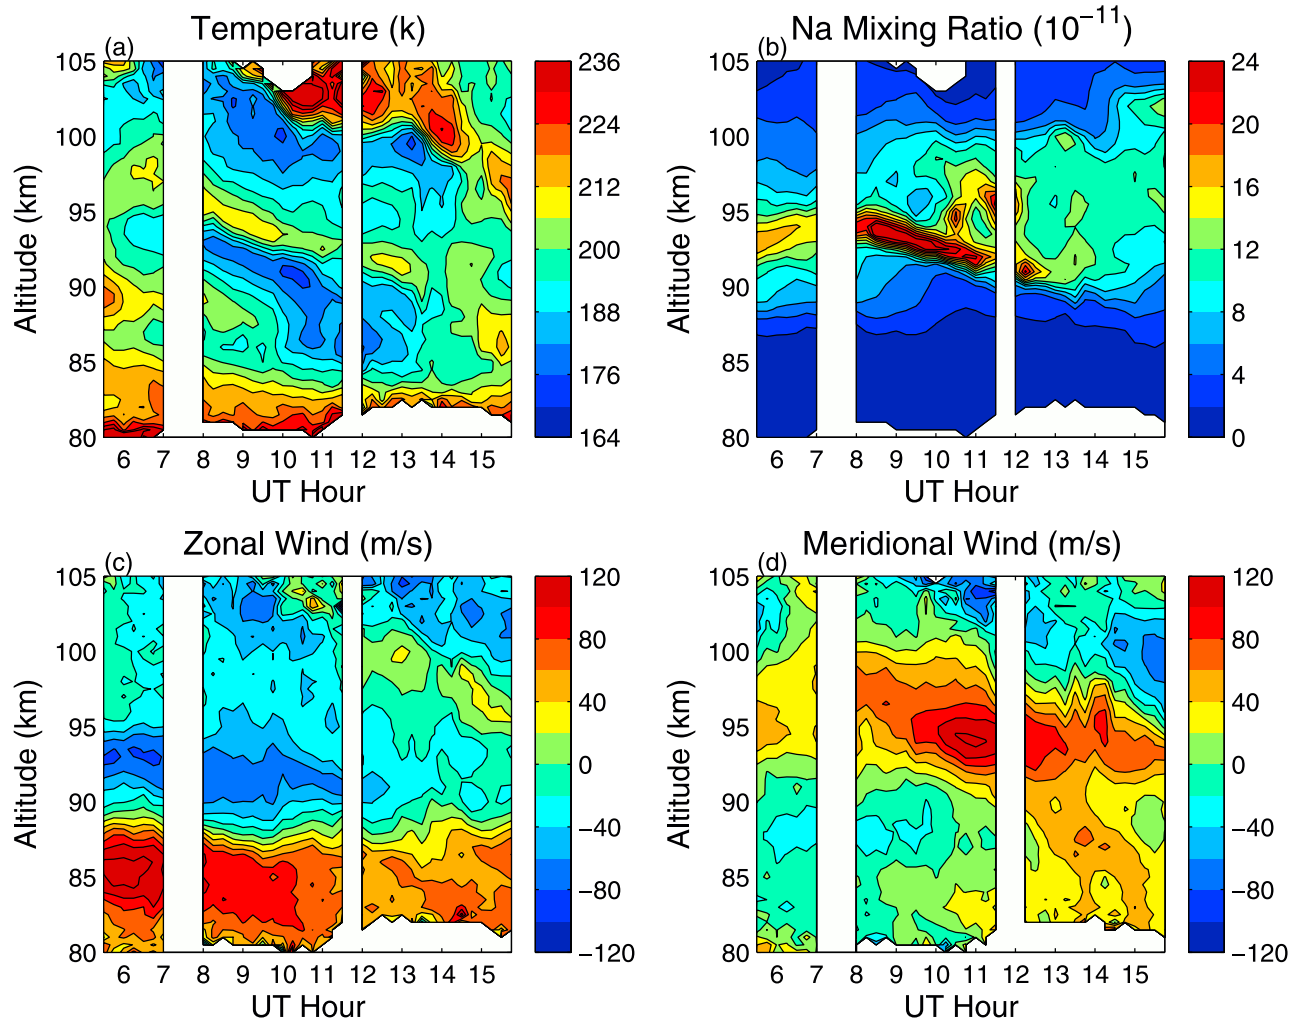 Temperature (k)
(a)
105
100
95
90
85
80
Altitude (km)
6 7 8 9 10 11 12 13 14 15
UT Hour
236
224
212
200
188
176
164
Na Mixing Ratio (10⁻¹¹)
(b)
105
100
95
90
85
80
Altitude (km)
6 7 8 9 10 11 12 13 14 15
UT Hour
24
20
16
12
8
4
0
Zonal Wind (m/s)
(c)
105
100
95
90
85
80
Altitude (km)
6 7 8 9 10 11 12 13 14 15
UT Hour
120
80
40
0
−40
−80
−120
Meridional Wind (m/s)
(d)
105
100
95
90
85
80
Altitude (km)
6 7 8 9 10 11 12 13 14 15
UT Hour
120
80
40
0
−40
−80
−120